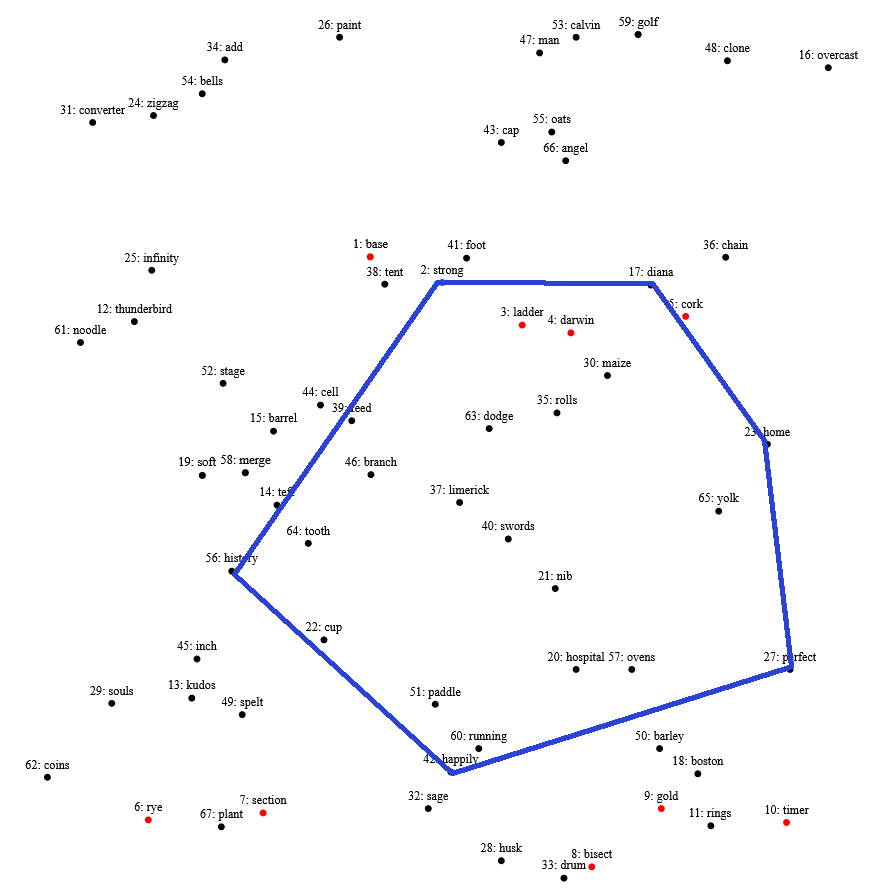 26: paint
53: calvin
59: golf
47: man
34: add
48: clone
16: overcast
54: bells
24: zigzag
31: converter
55: oats
43: cap
66: angel
1: base
41: foot
36: chain
25: infinity
38: tent
2: strong
17: diana
12: thunderbird
3: ladder
4: darwin
5: cork
61: noodle
30: maize
52: stage
44: cell
39: feed
35: rolls
15: barrel
63: dodge
23: home
19: soft
58: merge
46: branch
14: teff
37: limerick
65: yolk
64: tooth
40: swords
56: history
21: nib
22: cup
45: inch
20: hospital
57: ovens
27: perfect
29: souls
13: kudos
49: spelt
51: paddle
60: running
50: barley
42: happily
62: coins
18: boston
6: rye
7: section
67: plant
32: sage
9: gold
11: rings
10: timer
28: husk
8: bisect
33: drum